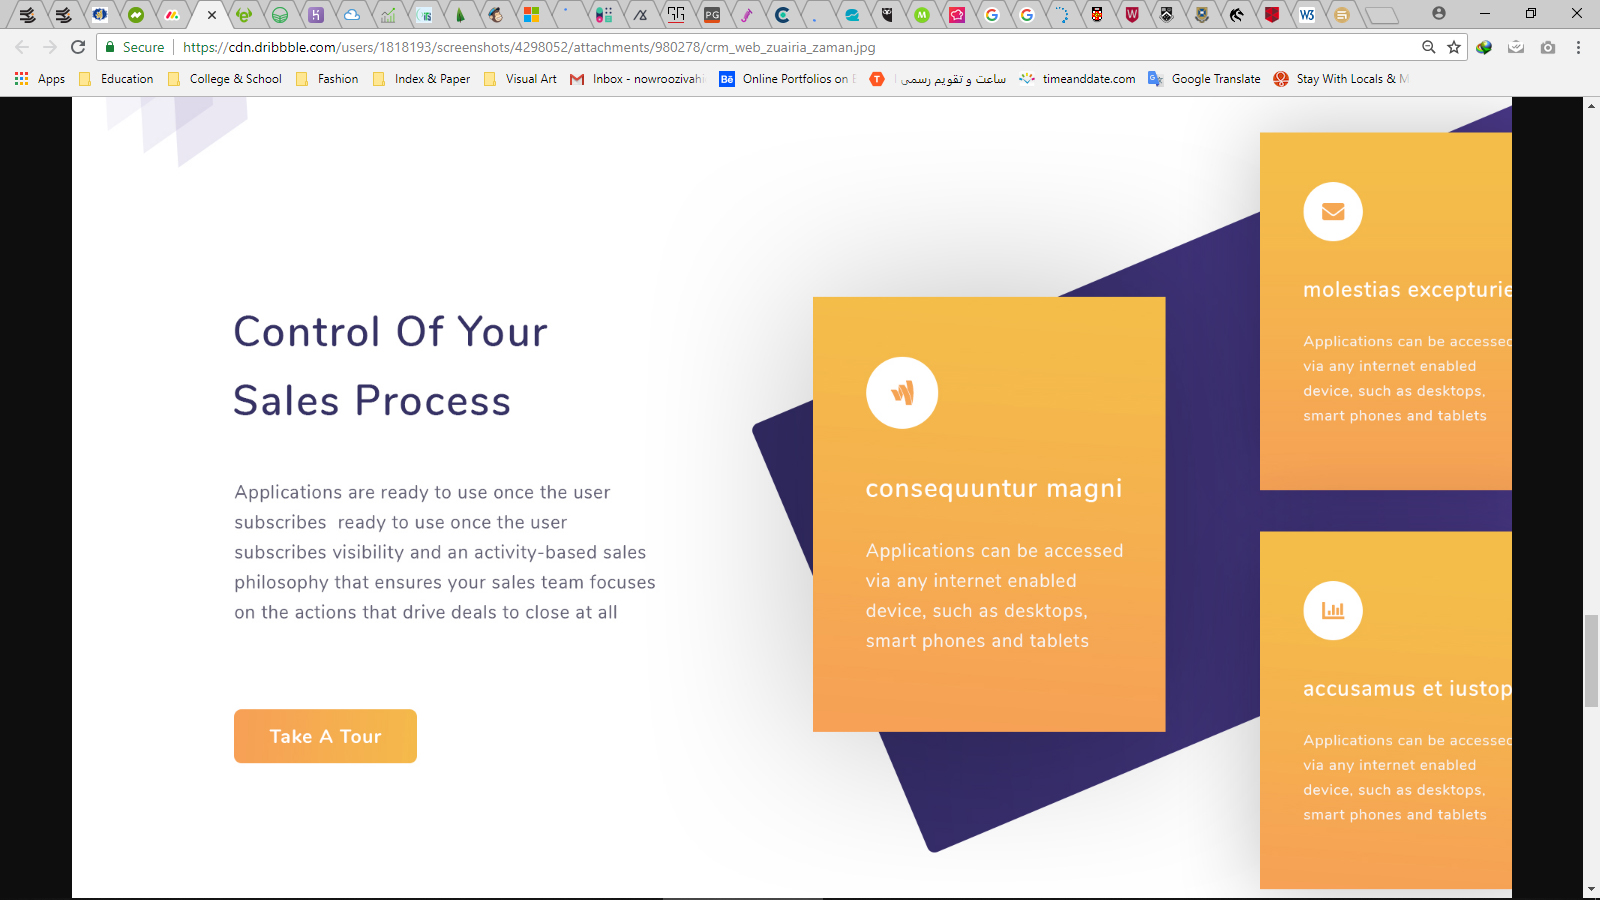 Secure
https://cdn.dribbble.com/users/1818193/screenshots/4298052/attachments/980278/crm_web_zuairia_zaman.jpg
Apps Education College & School Fashion Index & Paper Visual Art Inbox - nowroozivahi Online Portfolios on ساعت و تقویم رسمی timeanddate.com Google Translate Stay With Locals & M
Control Of Your
Sales Process
Applications are ready to use once the user
subscribes ready to use once the user
subscribes visibility and an activity-based sales
philosophy that ensures your sales team focuses
on the actions that drive deals to close at all
Take A Tour
consequuntur magni
Applications can be accessed
via any internet enabled
device, such as desktops,
smart phones and tablets
molestias excepturie
Applications can be accessed
via any internet enabled
device, such as desktops,
smart phones and tablets
accusamus et iustop
Applications can be accessed
via any internet enabled
device, such as desktops,
smart phones and tablets